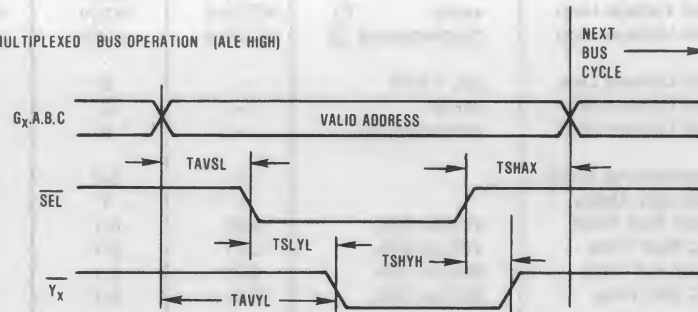 MULTIPLEXED BUS OPERATION (ALE HIGH)
NEXT
BUS
CYCLE
GX.A.B.C
VALID ADDRESS
TAVSL
TSHAX
SEL
TSLYL
TSHYH
YX
TAVYL